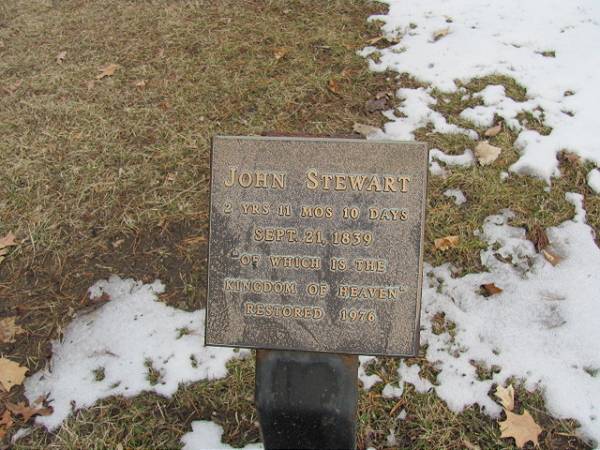 JOHN STEWART
2 YRS 11 MOS 10 DAYS
SEPT. 21, 1839
"OF WHICH IS THE
KINGDOM OF HEAVEN"
RESTORED 1976